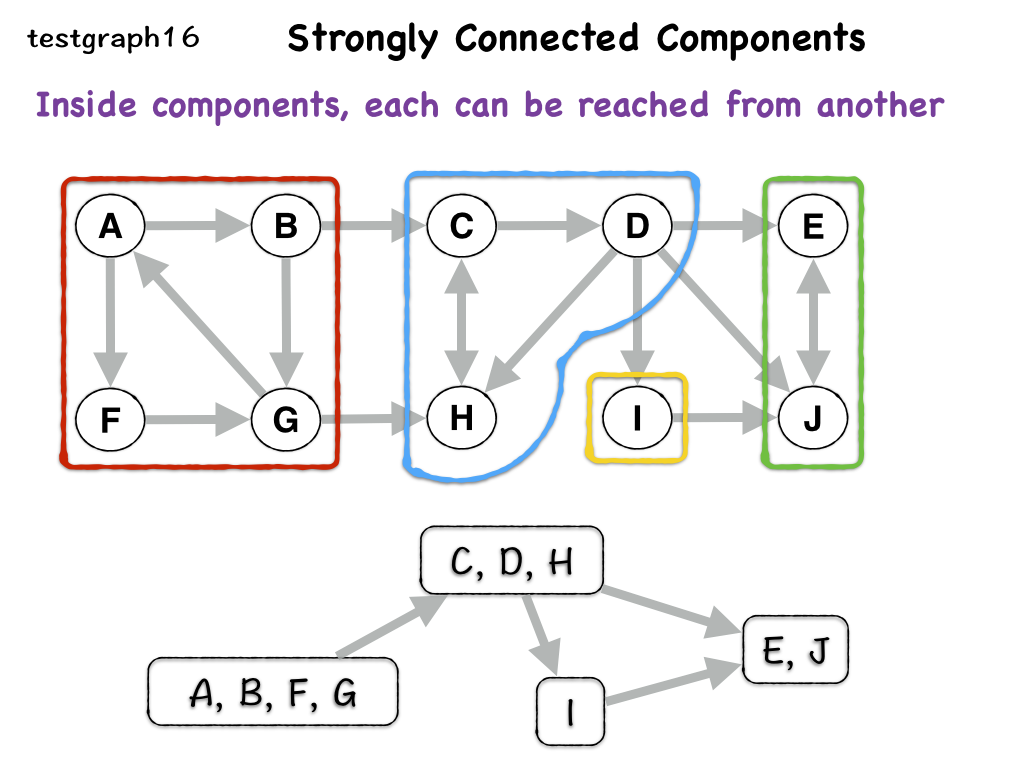 testgraph16 Strongly Connected Components
Inside components, each can be reached from another
A B C D E
F G H I J
C, D, H
E, J
A, B, F, G
I